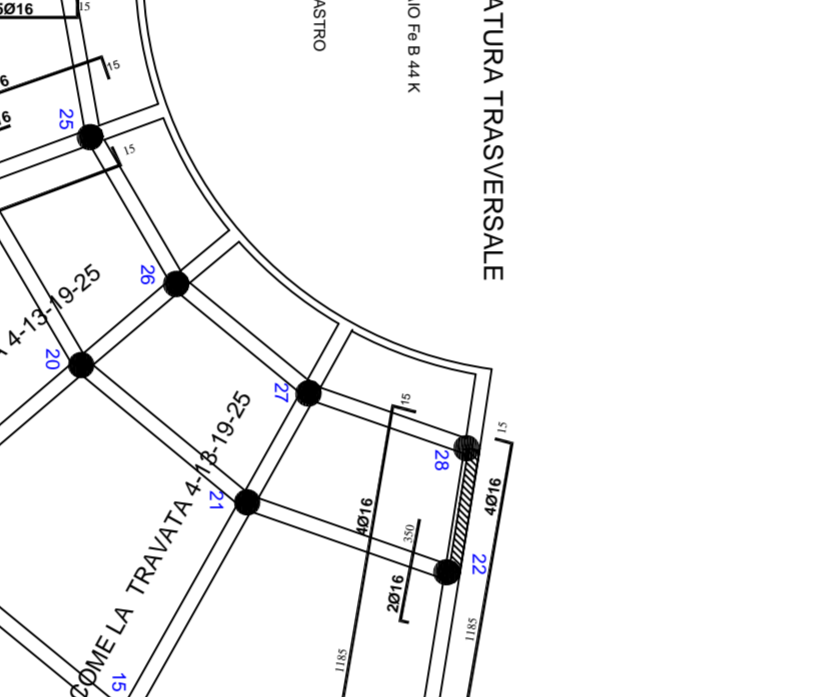 5Ø16
15
15
25
15
26
20
A 4-13-19-25
27
COME LA TRAVATA 4-13-19-25
21
15
28
15
4Ø16
22
1185
4Ø16
350
2Ø16
1185
15
ASTRO
IO Fe B 44 K
ATURA TRASVERSALE